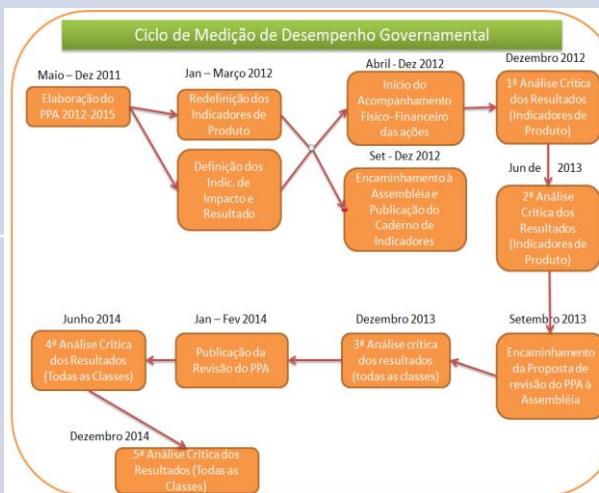 Ciclo de Medição de Desempenho Governamental
Maio – Dez 2011
Elaboração do
PPA 2012-2015
Jan – Março 2012
Redefinição dos
Indicadores de
Produto
Definição dos
Indic. de
Impacto e
Resultado
Abril - Dez 2012
Início do
Acompanhamento
Físico- Financeiro
das ações
Set - Dez 2012
Encaminhamento à
Assembléia e
Publicação do
Caderno de
Indicadores
Dezembro 2012
1ª Análise Crítica
dos Resultados
(Indicadores de
Produto)
Jun de 2013
2ª Análise
Crítica dos
Resultados
(Indicadores de
Produto)
Setembro 2013
Encaminhamento
da Proposta de
revisão do PPA à
Assembléia
Dezembro 2013
3ª Análise crítica
dos resultados
(todas as classes)
Jan – Fev 2014
Publicação da
Revisão do PPA
Junho 2014
4ª Análise Crítica
dos Resultados
(Todas as Classes)
Dezembro 2014
5ª Análise Crítica dos
Resultados (Todas as
Classes)